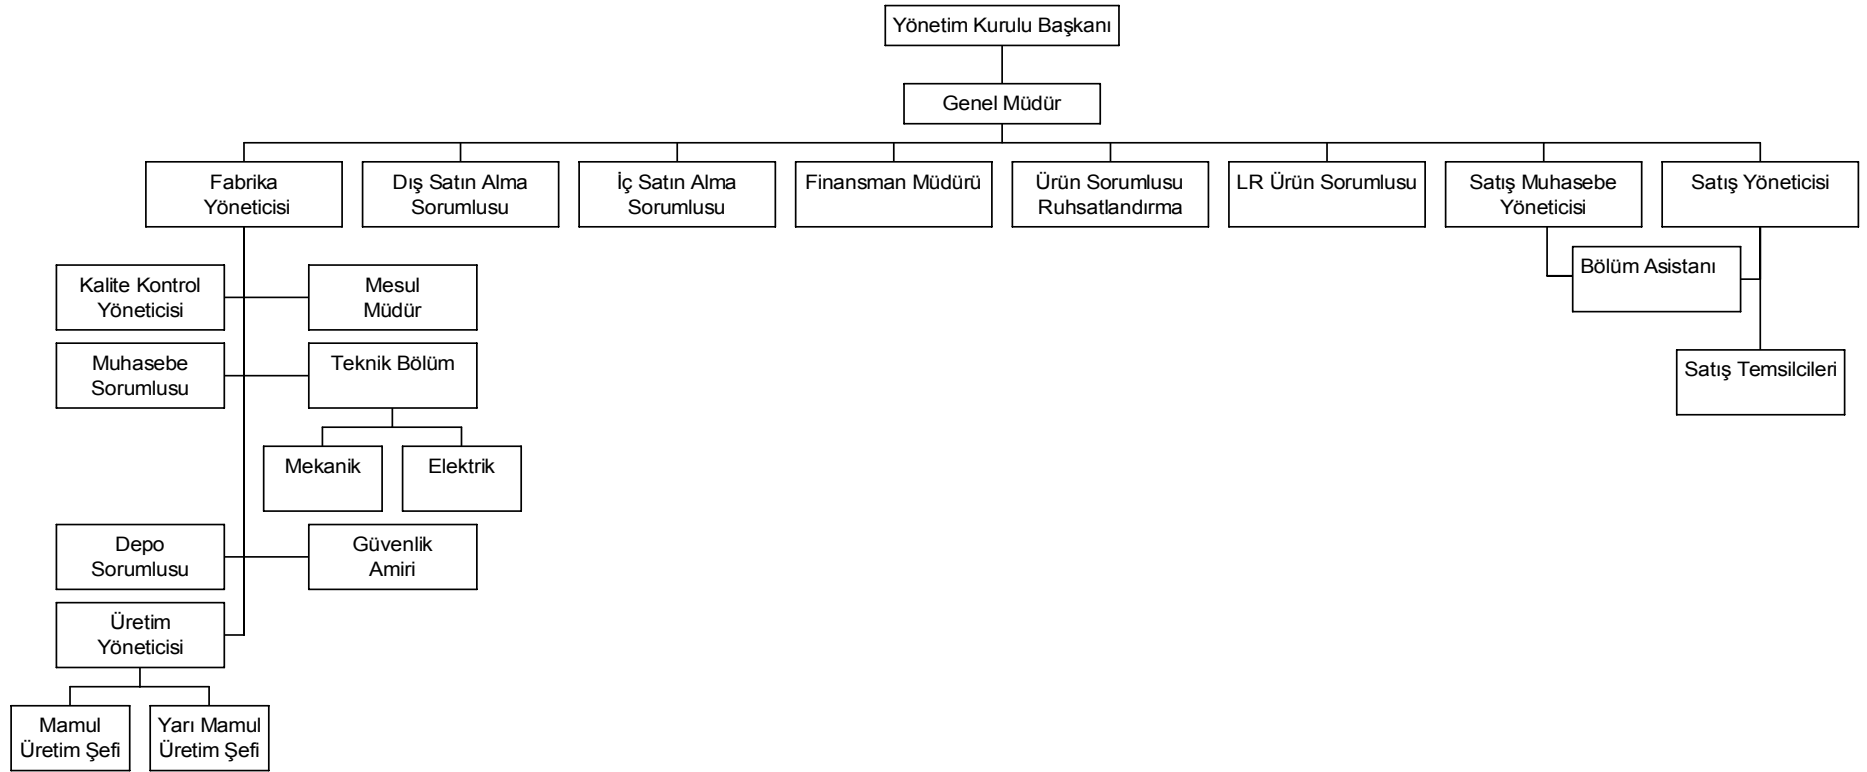 Yönetim Kurulu Başkanı
Genel Müdür
Fabrika
Yöneticisi
Dış Satın Alma
Sorumlusu
İç Satın Alma
Sorumlusu
Finansman Müdürü
Ürün Sorumlusu
Ruhsatlandırma
LR Ürün Sorumlusu
Satış Muhasebe
Yöneticisi
Satış Yöneticisi
Bölüm Asistanı
Kalite Kontrol
Yöneticisi
Mesul
Müdür
Muhasebe
Sorumlusu
Teknik Bölüm
Satış Temsilcileri
Mekanik
Elektrik
Depo
Sorumlusu
Güvenlik
Amiri
Üretim
Yöneticisi
Mamul
Üretim Şefi
Yarı Mamul
Üretim Şefi